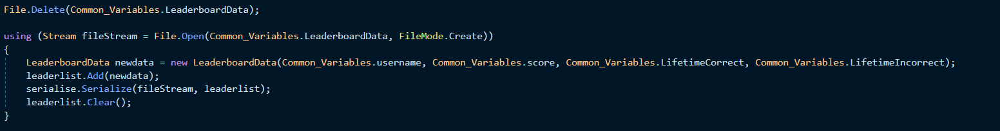 File.Delete(Common_Variables.LeaderboardData);
using (Stream fileStream = File.Open(Common_Variables.LeaderboardData, FileMode.Create))
{
LeaderboardData newdata = new LeaderboardData(Common_Variables.username, Common_Variables.score, Common_Variables.LifetimeCorrect, Common_Variables.LifetimeIncorrect);
leaderlist.Add(newdata);
serialise.Serialize(fileStream, leaderlist);
leaderlist.Clear();
}